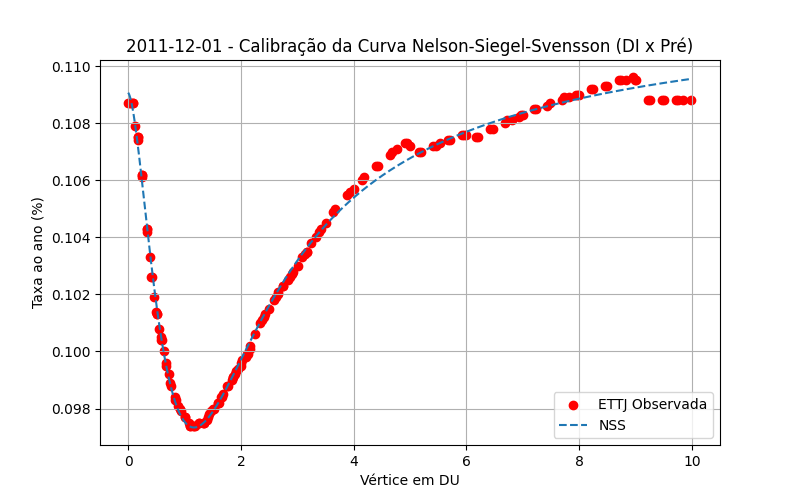 2011-12-01 - Calibração da Curva Nelson-Siegel-Svensson (DI x Pré)
Taxa ao ano (%)
0.110
0.108
0.106
0.104
0.102
0.100
0.098
ETTJ Observada
NSS
0
2
4
6
8
10
Vértice em DU